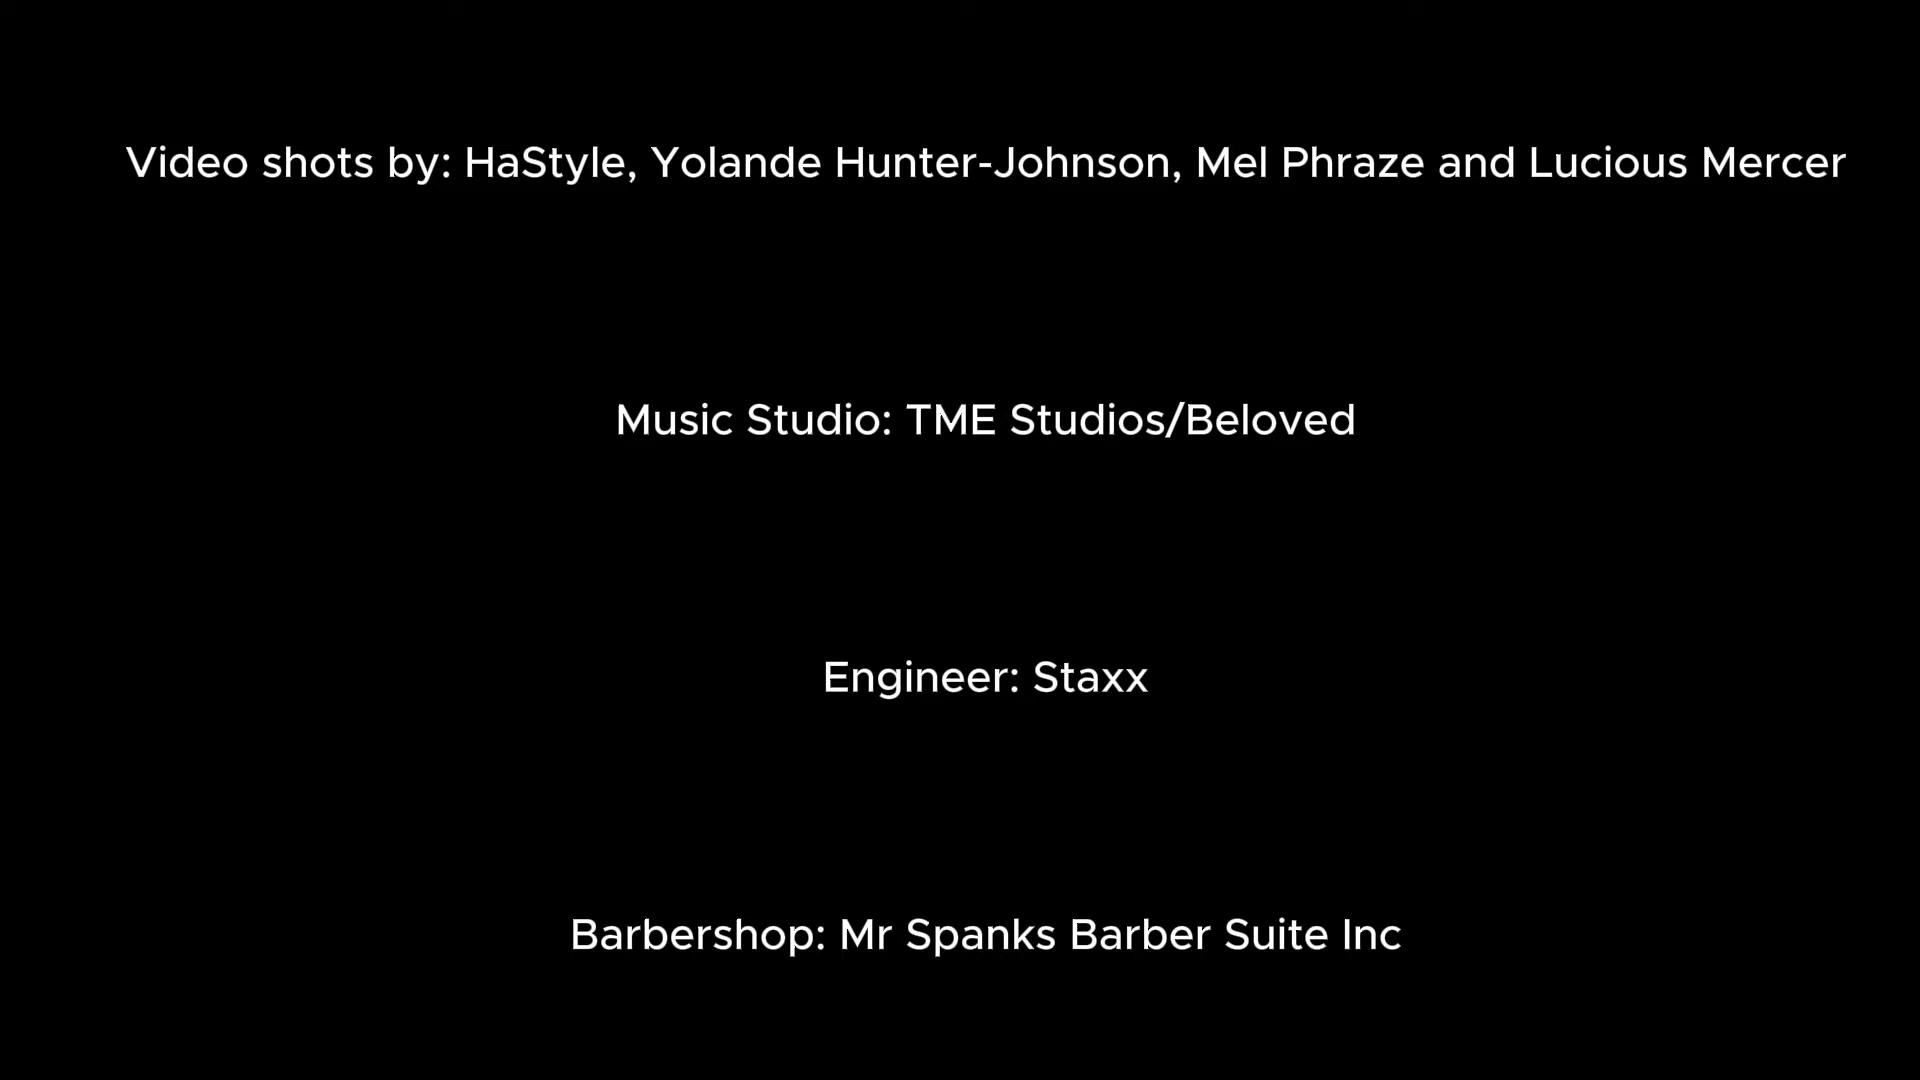 Video shots by: HaStyle, Yolande Hunter-Johnson, Mel Phraze and Lucious Mercer
Music Studio: TME Studios/Beloved
Engineer: Staxx
Barbershop: Mr Spanks Barber Suite Inc